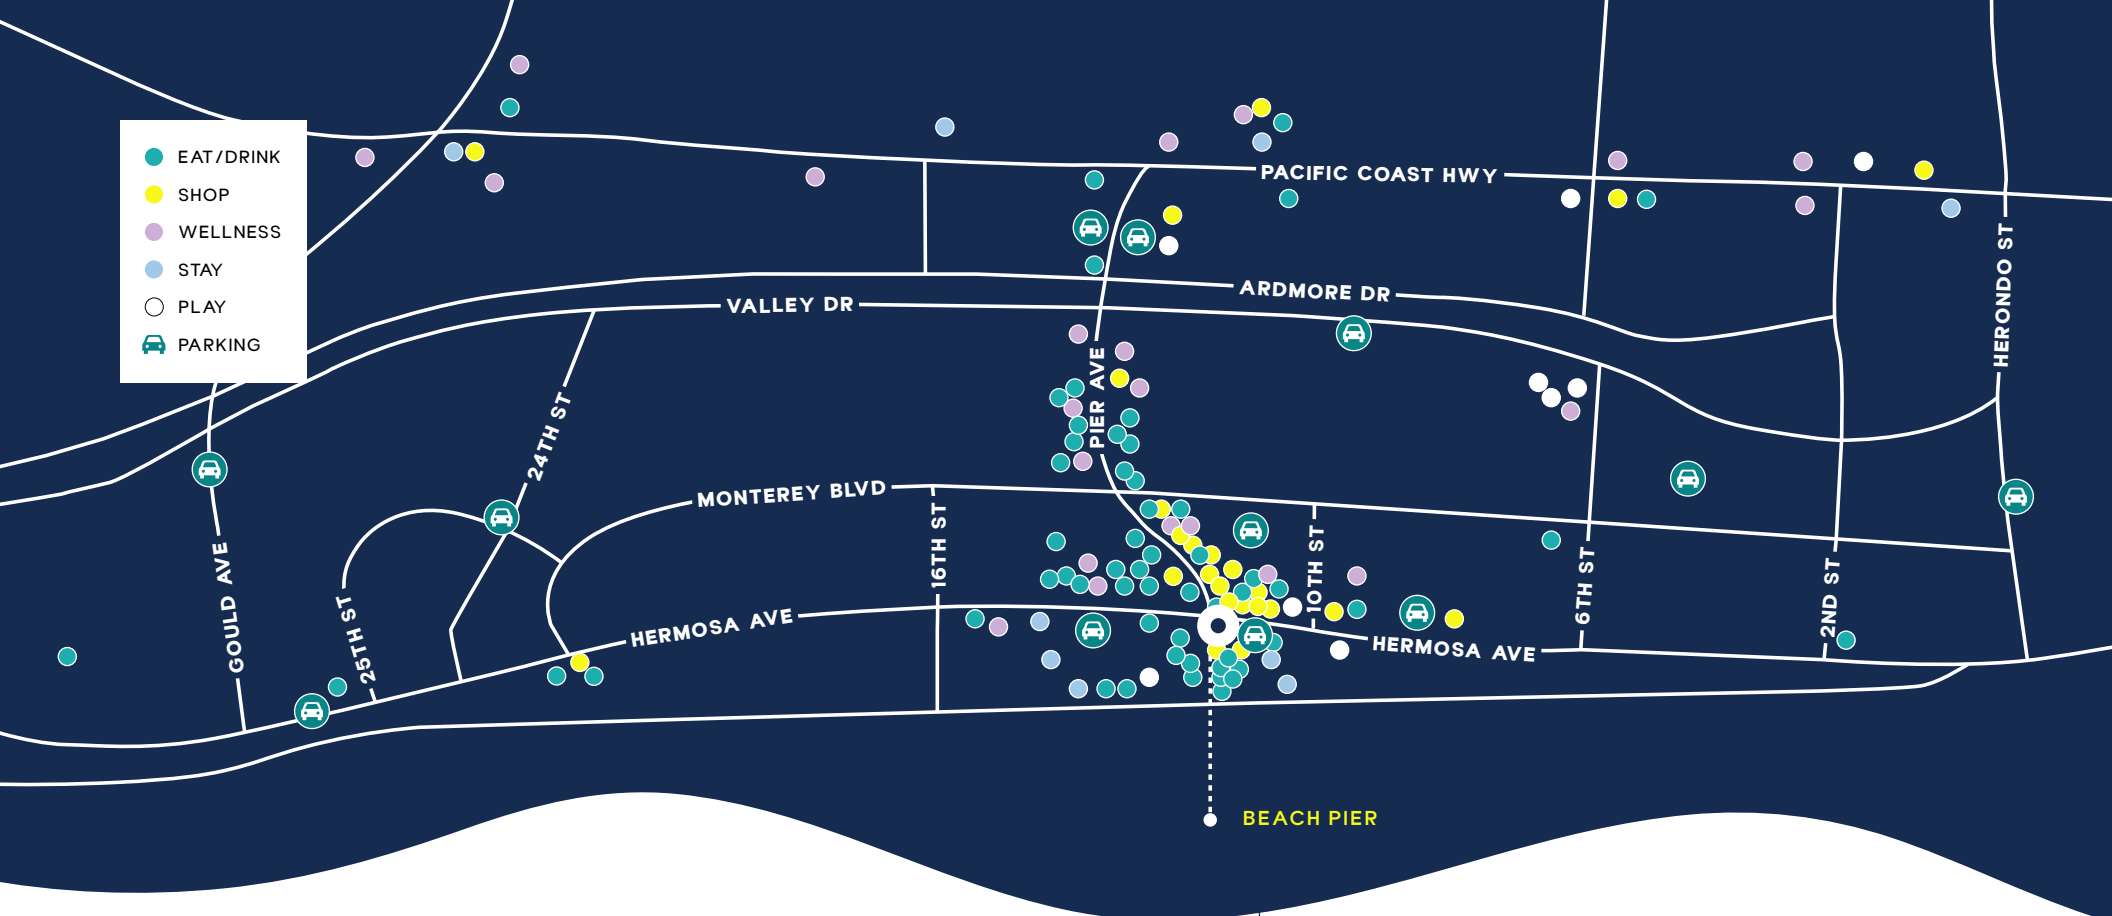 EAT/DRINK
SHOP
WELLNESS
STAY
PLAY
PARKING
PACIFIC COAST HWY
ARDMORE DR
VALLEY DR
HERONDO ST
PIER AVE
24TH ST
MONTEREY BLVD
16TH ST
10TH ST
6TH ST
2ND ST
GOULD AVE
25TH ST
HERMOSA AVE
HERMOSA AVE
BEACH PIER